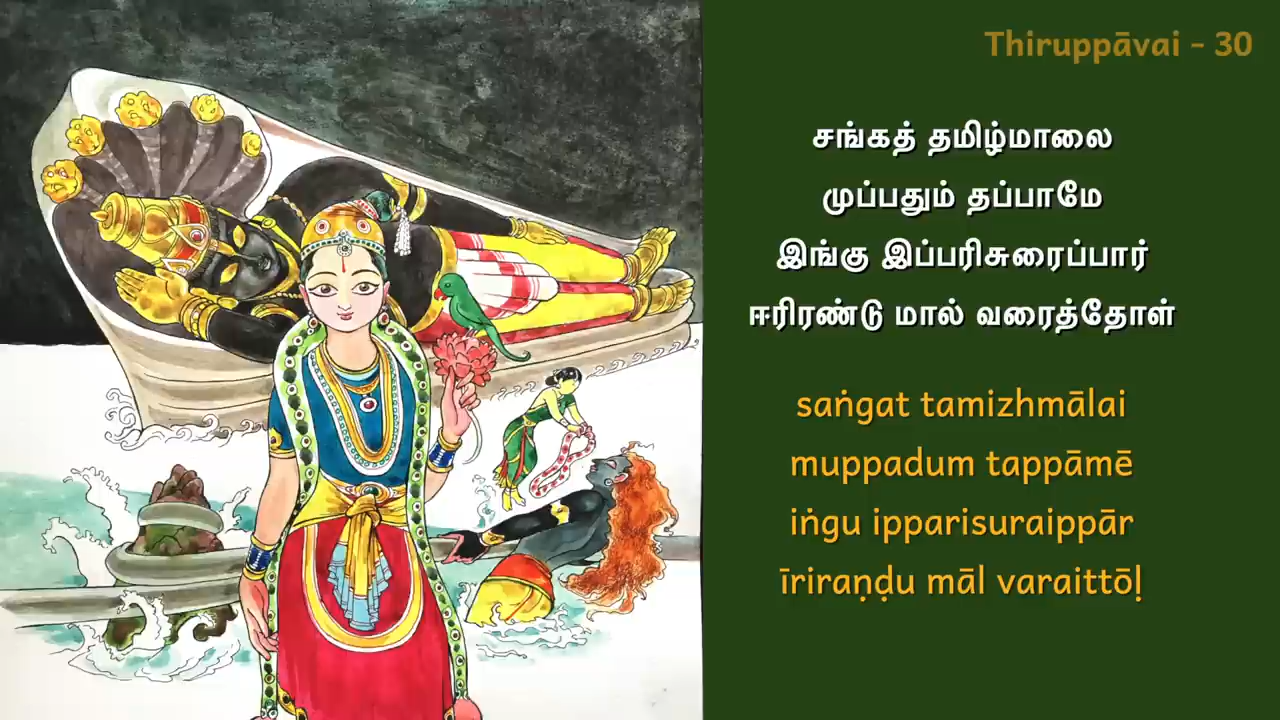 Thiruppāvai - 30
சங்கத் தமிழ்மாலை
முப்பதும் தப்பாமே
இங்கு இப்பரிசுரைப்பார்
ஈரிரண்டு மால் வரைத்தோள்
saṅgat tamizhmālai
muppadum tappāmē
iṅgu ipparisuraippār
īriraṇḍu māl varaittōḷ